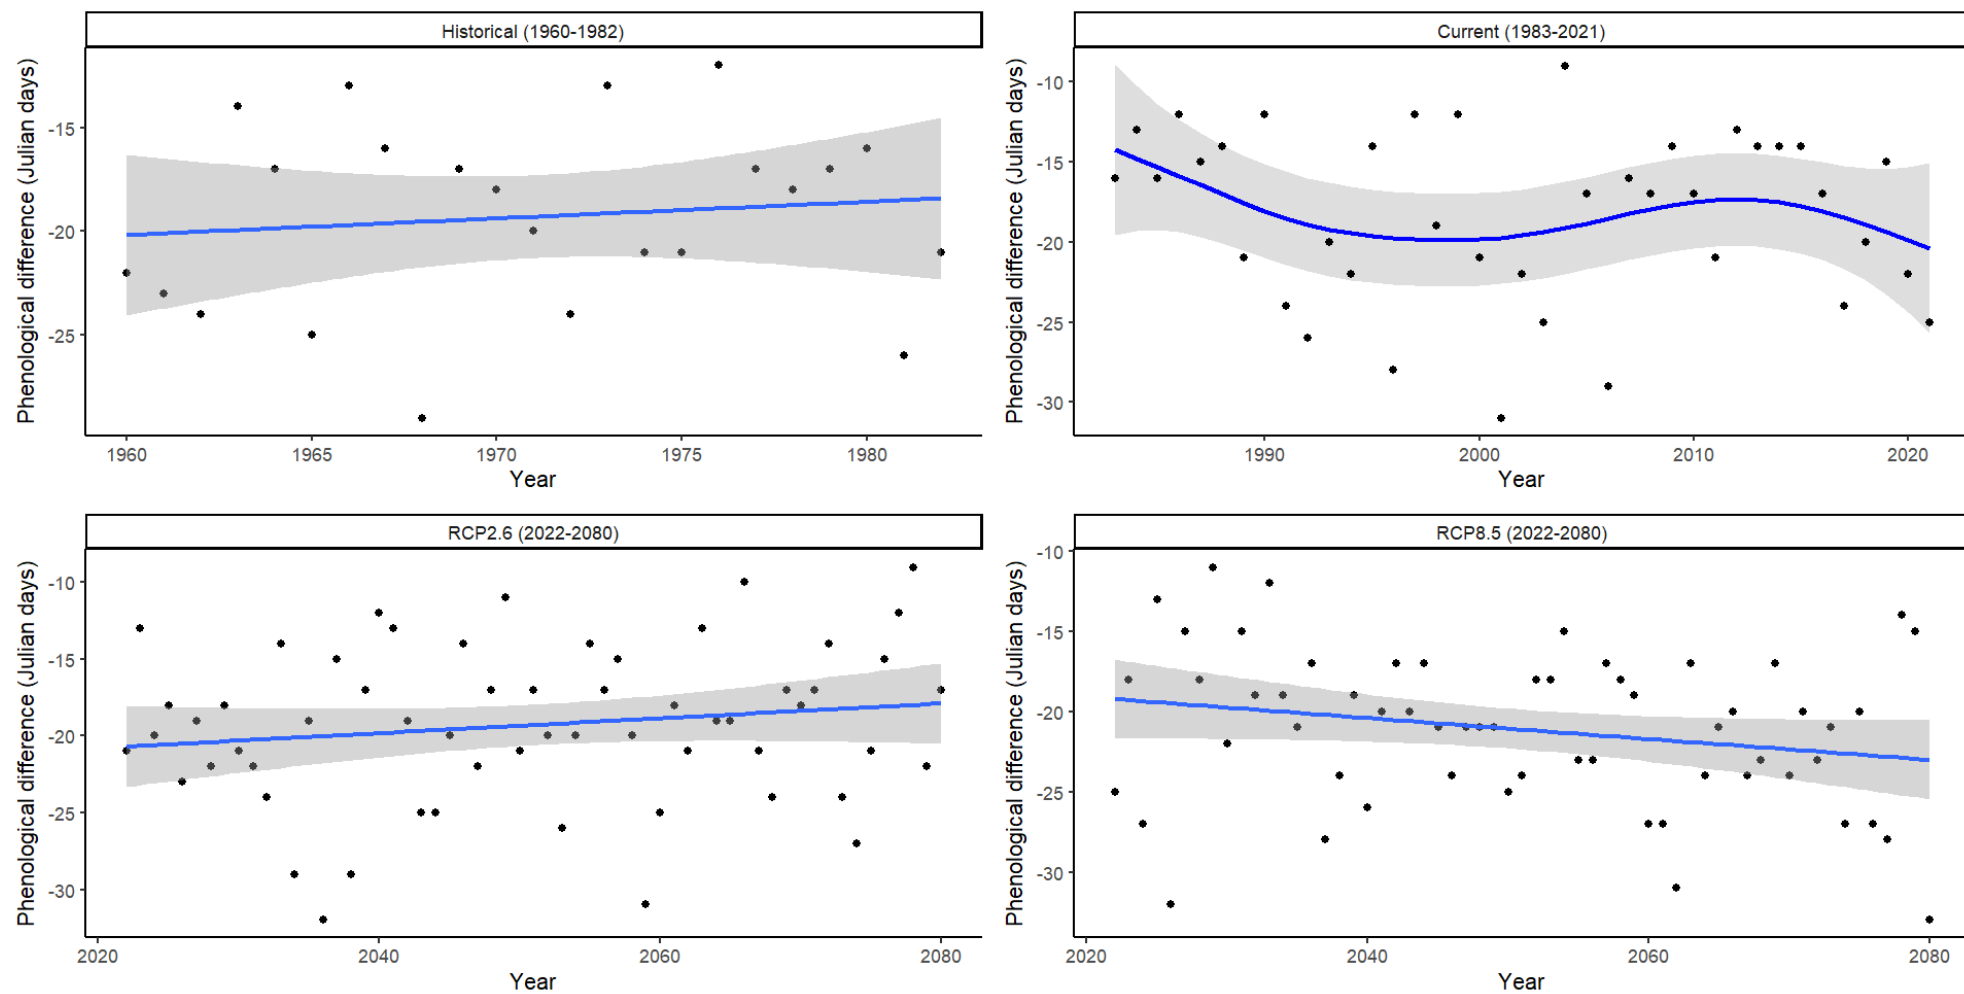 Historical (1960-1982)
Phenological difference (Julian days)
-15
-20
-25
1960 1965 1970 1975 1980
Year
Current (1983-2021)
Phenological difference (Julian days)
-10
-15
-20
-25
-30
1990 2000 2010 2020
Year
RCP2.6 (2022-2080)
Phenological difference (Julian days)
-10
-15
-20
-25
-30
2020 2040 2060 2080
Year
RCP8.5 (2022-2080)
Phenological difference (Julian days)
-10
-15
-20
-25
-30
2020 2040 2060 2080
Year